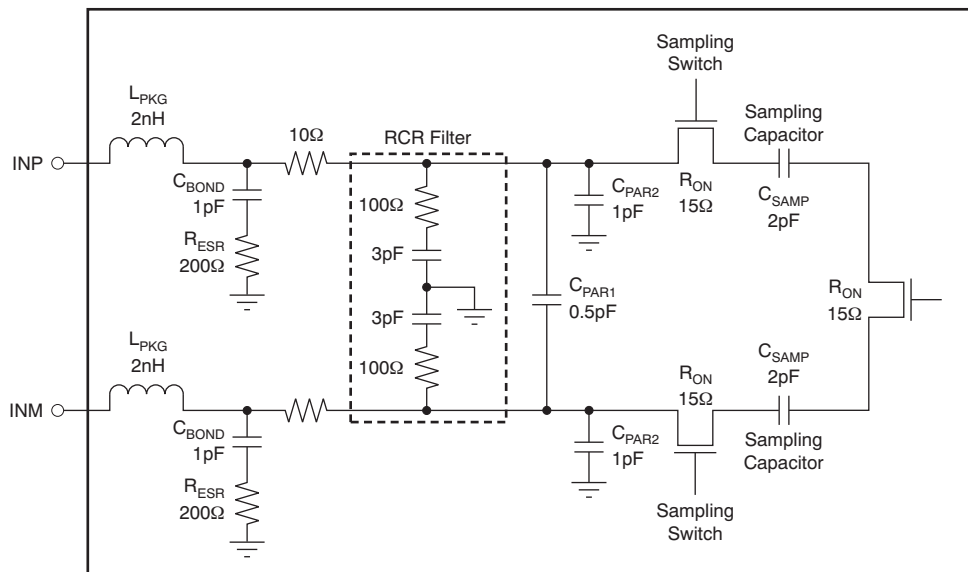 Sampling
Switch
L_PKG
2nH
Sampling
Capacitor
10Ω
RCR Filter
INP
C_BOND
1pF
R_ESR
200Ω
100Ω
3pF
C_PAR2
1pF
R_ON
15Ω
C_SAMP
2pF
C_PAR1
0.5pF
R_ON
15Ω
3pF
100Ω
L_PKG
2nH
INM
C_BOND
1pF
R_ESR
200Ω
R_ON
15Ω
C_SAMP
2pF
C_PAR2
1pF
Sampling
Capacitor
Sampling
Switch